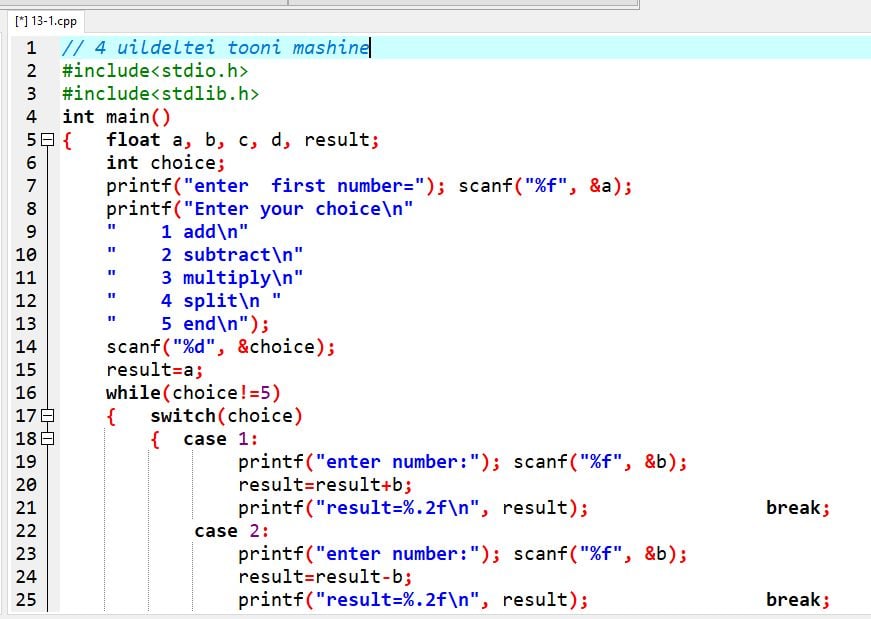 [*] 13-1.cpp
1 // 4 uildeltei tooni mashine
2 #include<stdio.h>
3 #include<stdlib.h>
4 int main()
5 {   float a, b, c, d, result;
6     int choice;
7     printf("enter  first number="); scanf("%f", &a);
8     printf("Enter your choice\n"
9     "    1 add\n"
10     "    2 subtract\n"
11     "    3 multiply\n"
12     "    4 split\n "
13     "    5 end\n");
14     scanf("%d", &choice);
15     result=a;
16     while(choice!=5)
17     {   switch(choice)
18         {  case 1:
19                 printf("enter number:"); scanf("%f", &b);
20                 result=result+b;
21                 printf("result=%.2f\n", result);                break;
22             case 2:
23                 printf("enter number:"); scanf("%f", &b);
24                 result=result-b;
25                 printf("result=%.2f\n", result);                break;